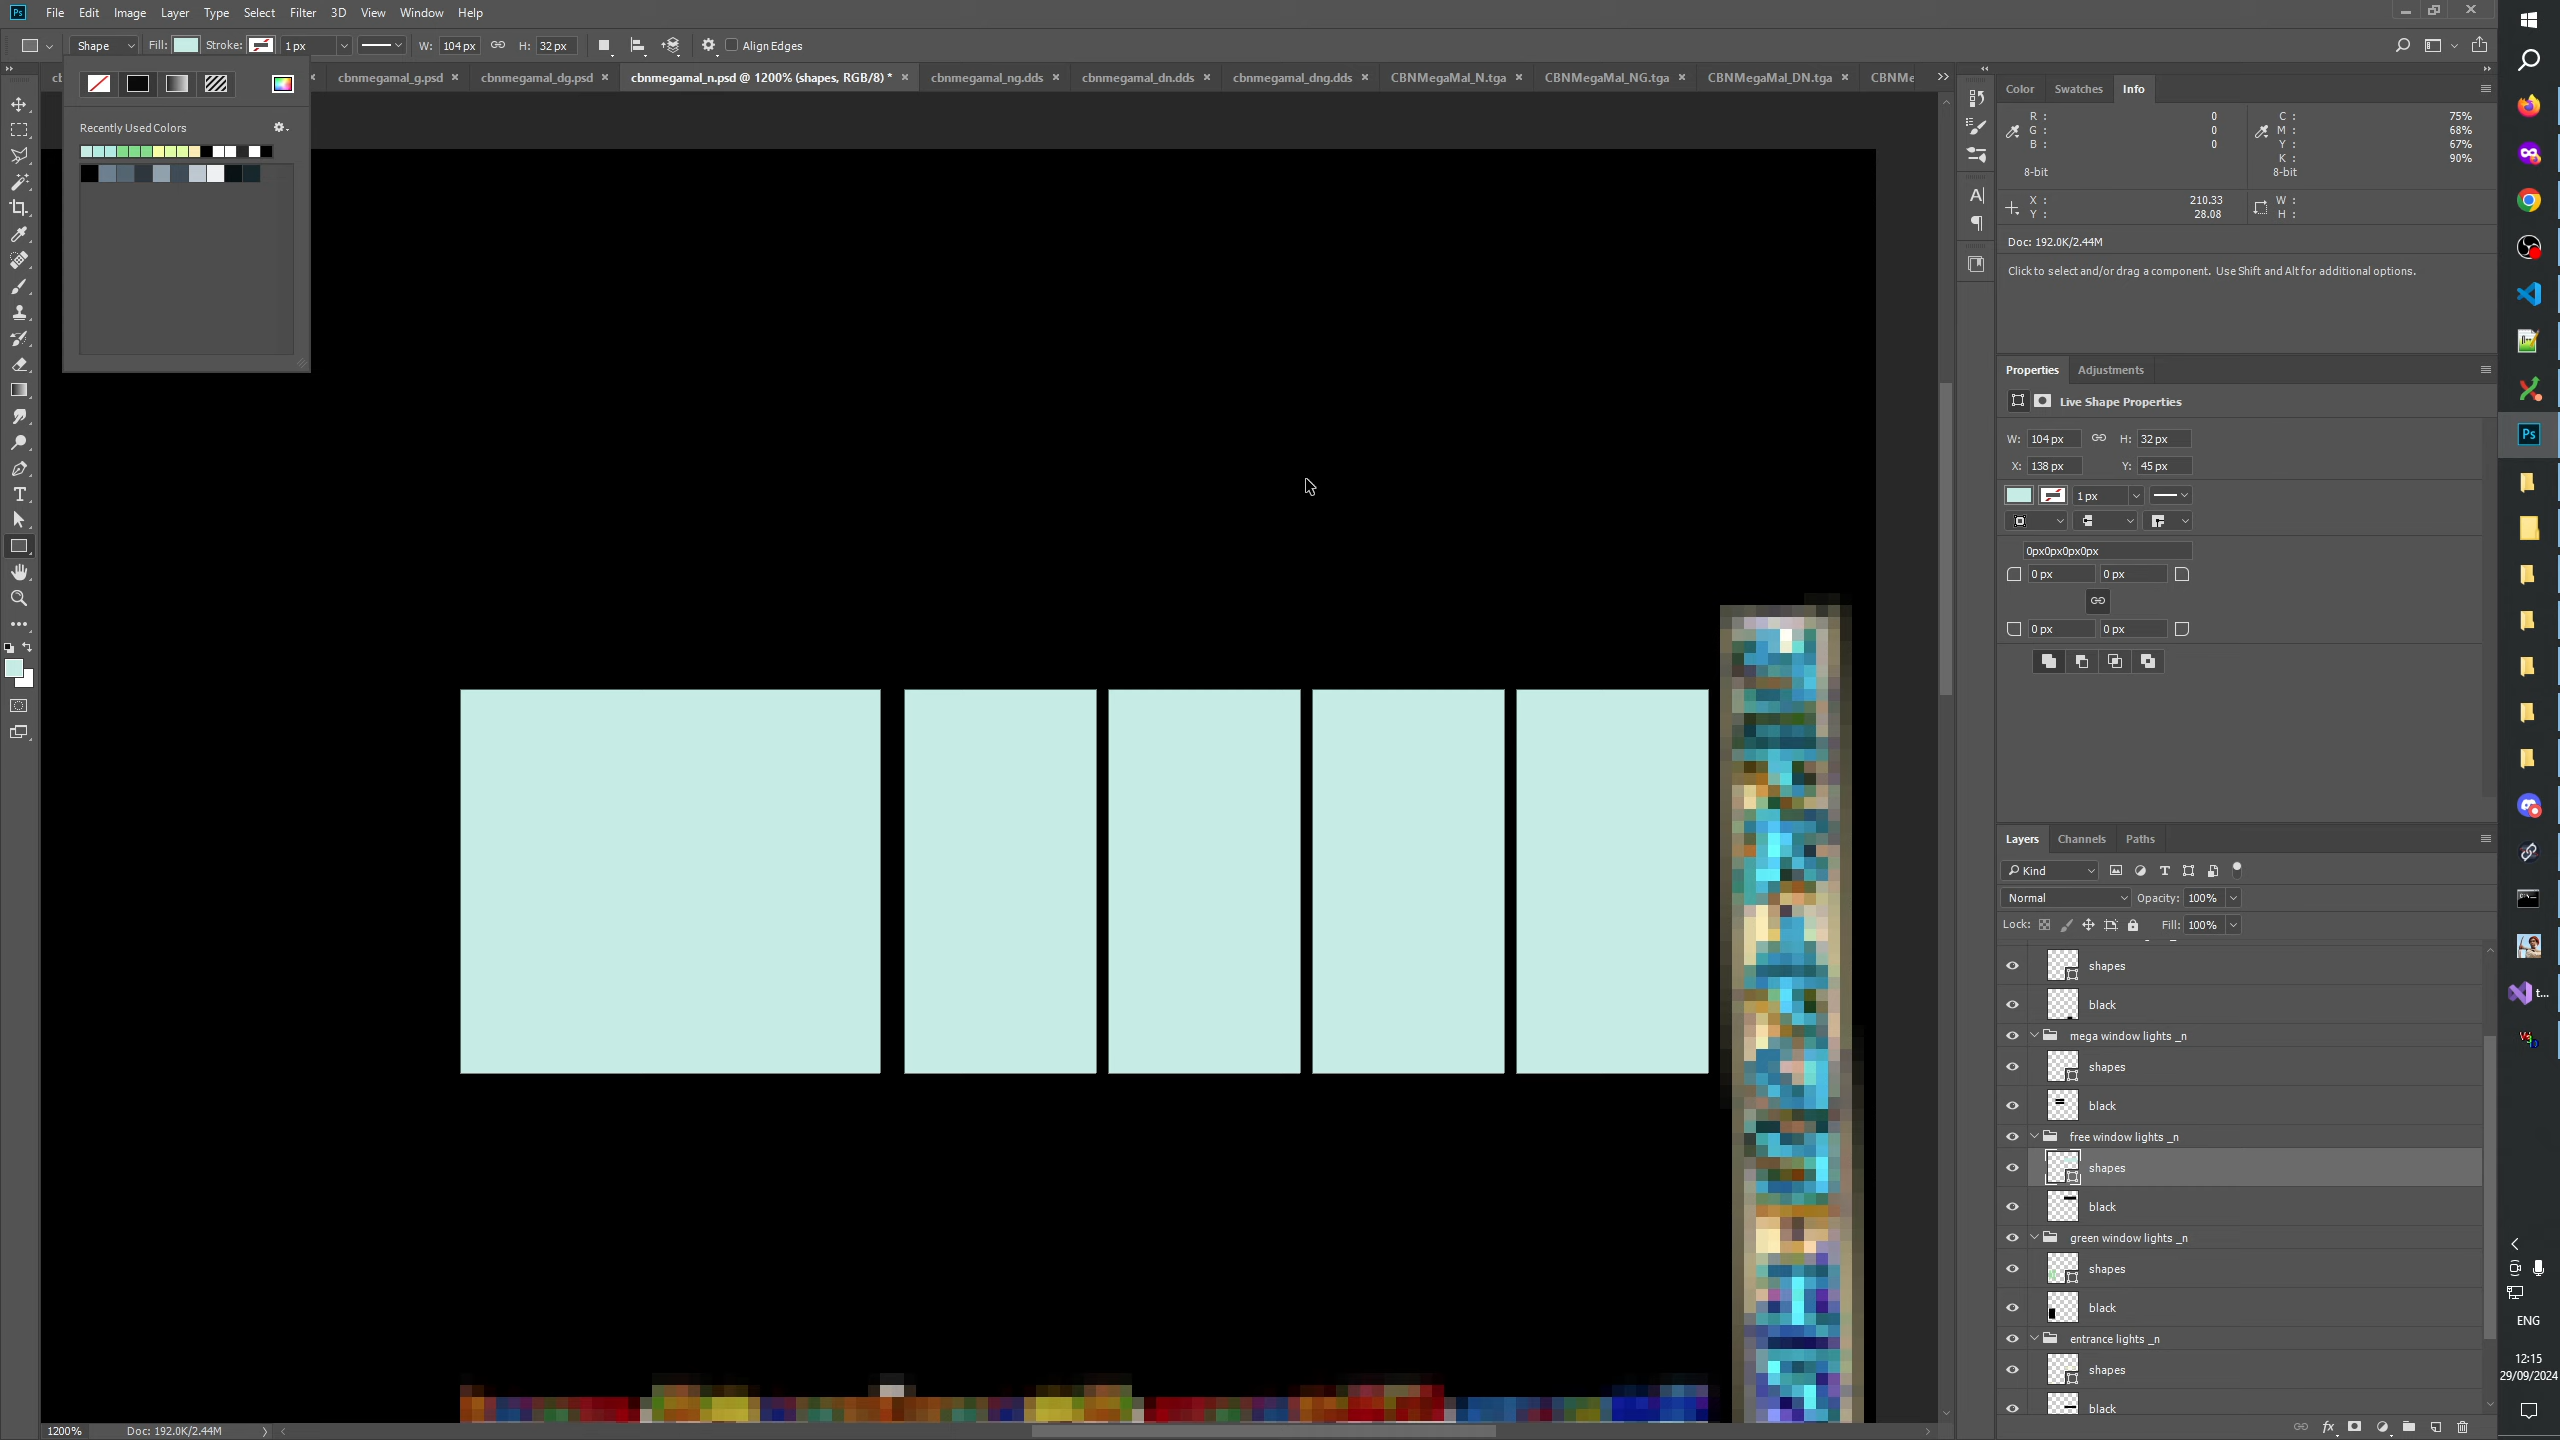 Ps File Edit Image Layer Type Select Filter 3D View Window Help
Shape Fill: Stroke: 1 px W: 104 px H: 32 px Align Edges
cbnmegamal_g.psd cbnmegamal_dg.psd cbnmegamal_n.psd @ 1200% (shapes, RGB/8) * cbnmegamal_ng.dds cbnmegamal_dn.dds cbnmegamal_dng.dds CBNMegaMal_N.tga CBNMegaMal_NG.tga CBNMegaMal_DN.tga CBNMe
Recently Used Colors
Color Swatches Info
R : 0 C : 75%
G : 0 M : 68%
B : 0 Y : 67%
K : 90%
8-bit 8-bit
X : 210.33 W :
Y : 28.08 H :
Doc: 192.0K/2.44M
Click to select and/or drag a component. Use Shift and Alt for additional options.
Properties Adjustments
Live Shape Properties
W: 104 px H: 32 px
X: 138 px Y: 45 px
1 px
0px0px0px0px
0 px 0 px
0 px 0 px
Layers Channels Paths
Kind
Normal Opacity: 100%
Lock: Fill: 100%
shapes
black
mega window lights _n
shapes
black
free window lights _n
shapes
black
green window lights _n
shapes
black
entrance lights _n
shapes
black
1200% Doc: 192.0K/2.44M
Ps
t...
ENG
12:15
29/09/2024